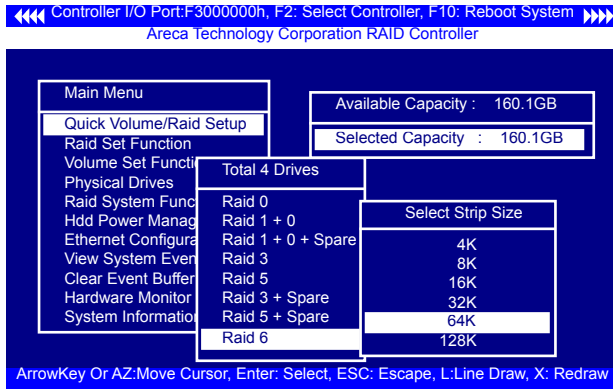 Controller I/O Port:F3000000h, F2: Select Controller, F10: Reboot System
Areca Technology Corporation RAID Controller
Main Menu
Quick Volume/Raid Setup
Raid Set Function
Volume Set Functi
Physical Drives
Raid System Func
Hdd Power Manag
Ethernet Configura
View System Even
Clear Event Buffer
Hardware Monitor
System Informatio
Available Capacity : 160.1GB
Selected Capacity : 160.1GB
Total 4 Drives
Raid 0
Raid 1 + 0
Raid 1 + 0 + Spare
Raid 3
Raid 5
Raid 3 + Spare
Raid 5 + Spare
Raid 6
Select Strip Size
4K
8K
16K
32K
64K
128K
ArrowKey Or AZ:Move Cursor, Enter: Select, ESC: Escape, L:Line Draw, X: Redraw